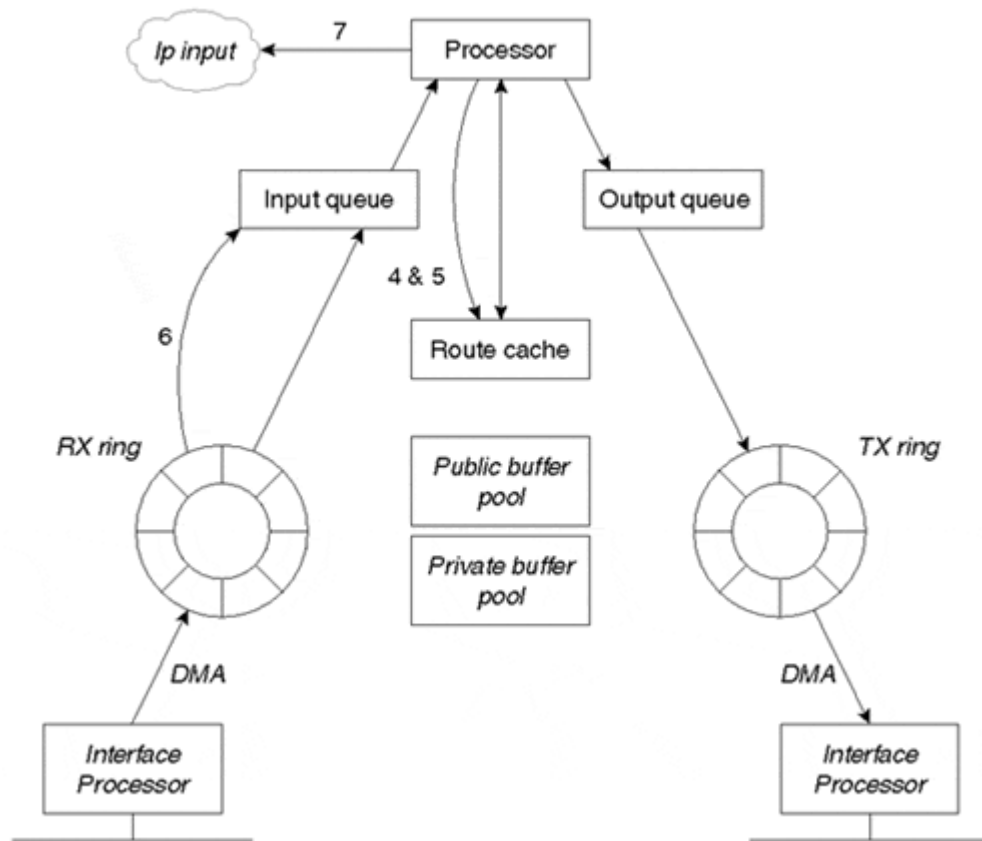 Ip input
7
Processor
Input queue
Output queue
4 & 5
6
Route cache
RX ring
Public buffer
pool
TX ring
Private buffer
pool
DMA
DMA
Interface
Processor
Interface
Processor